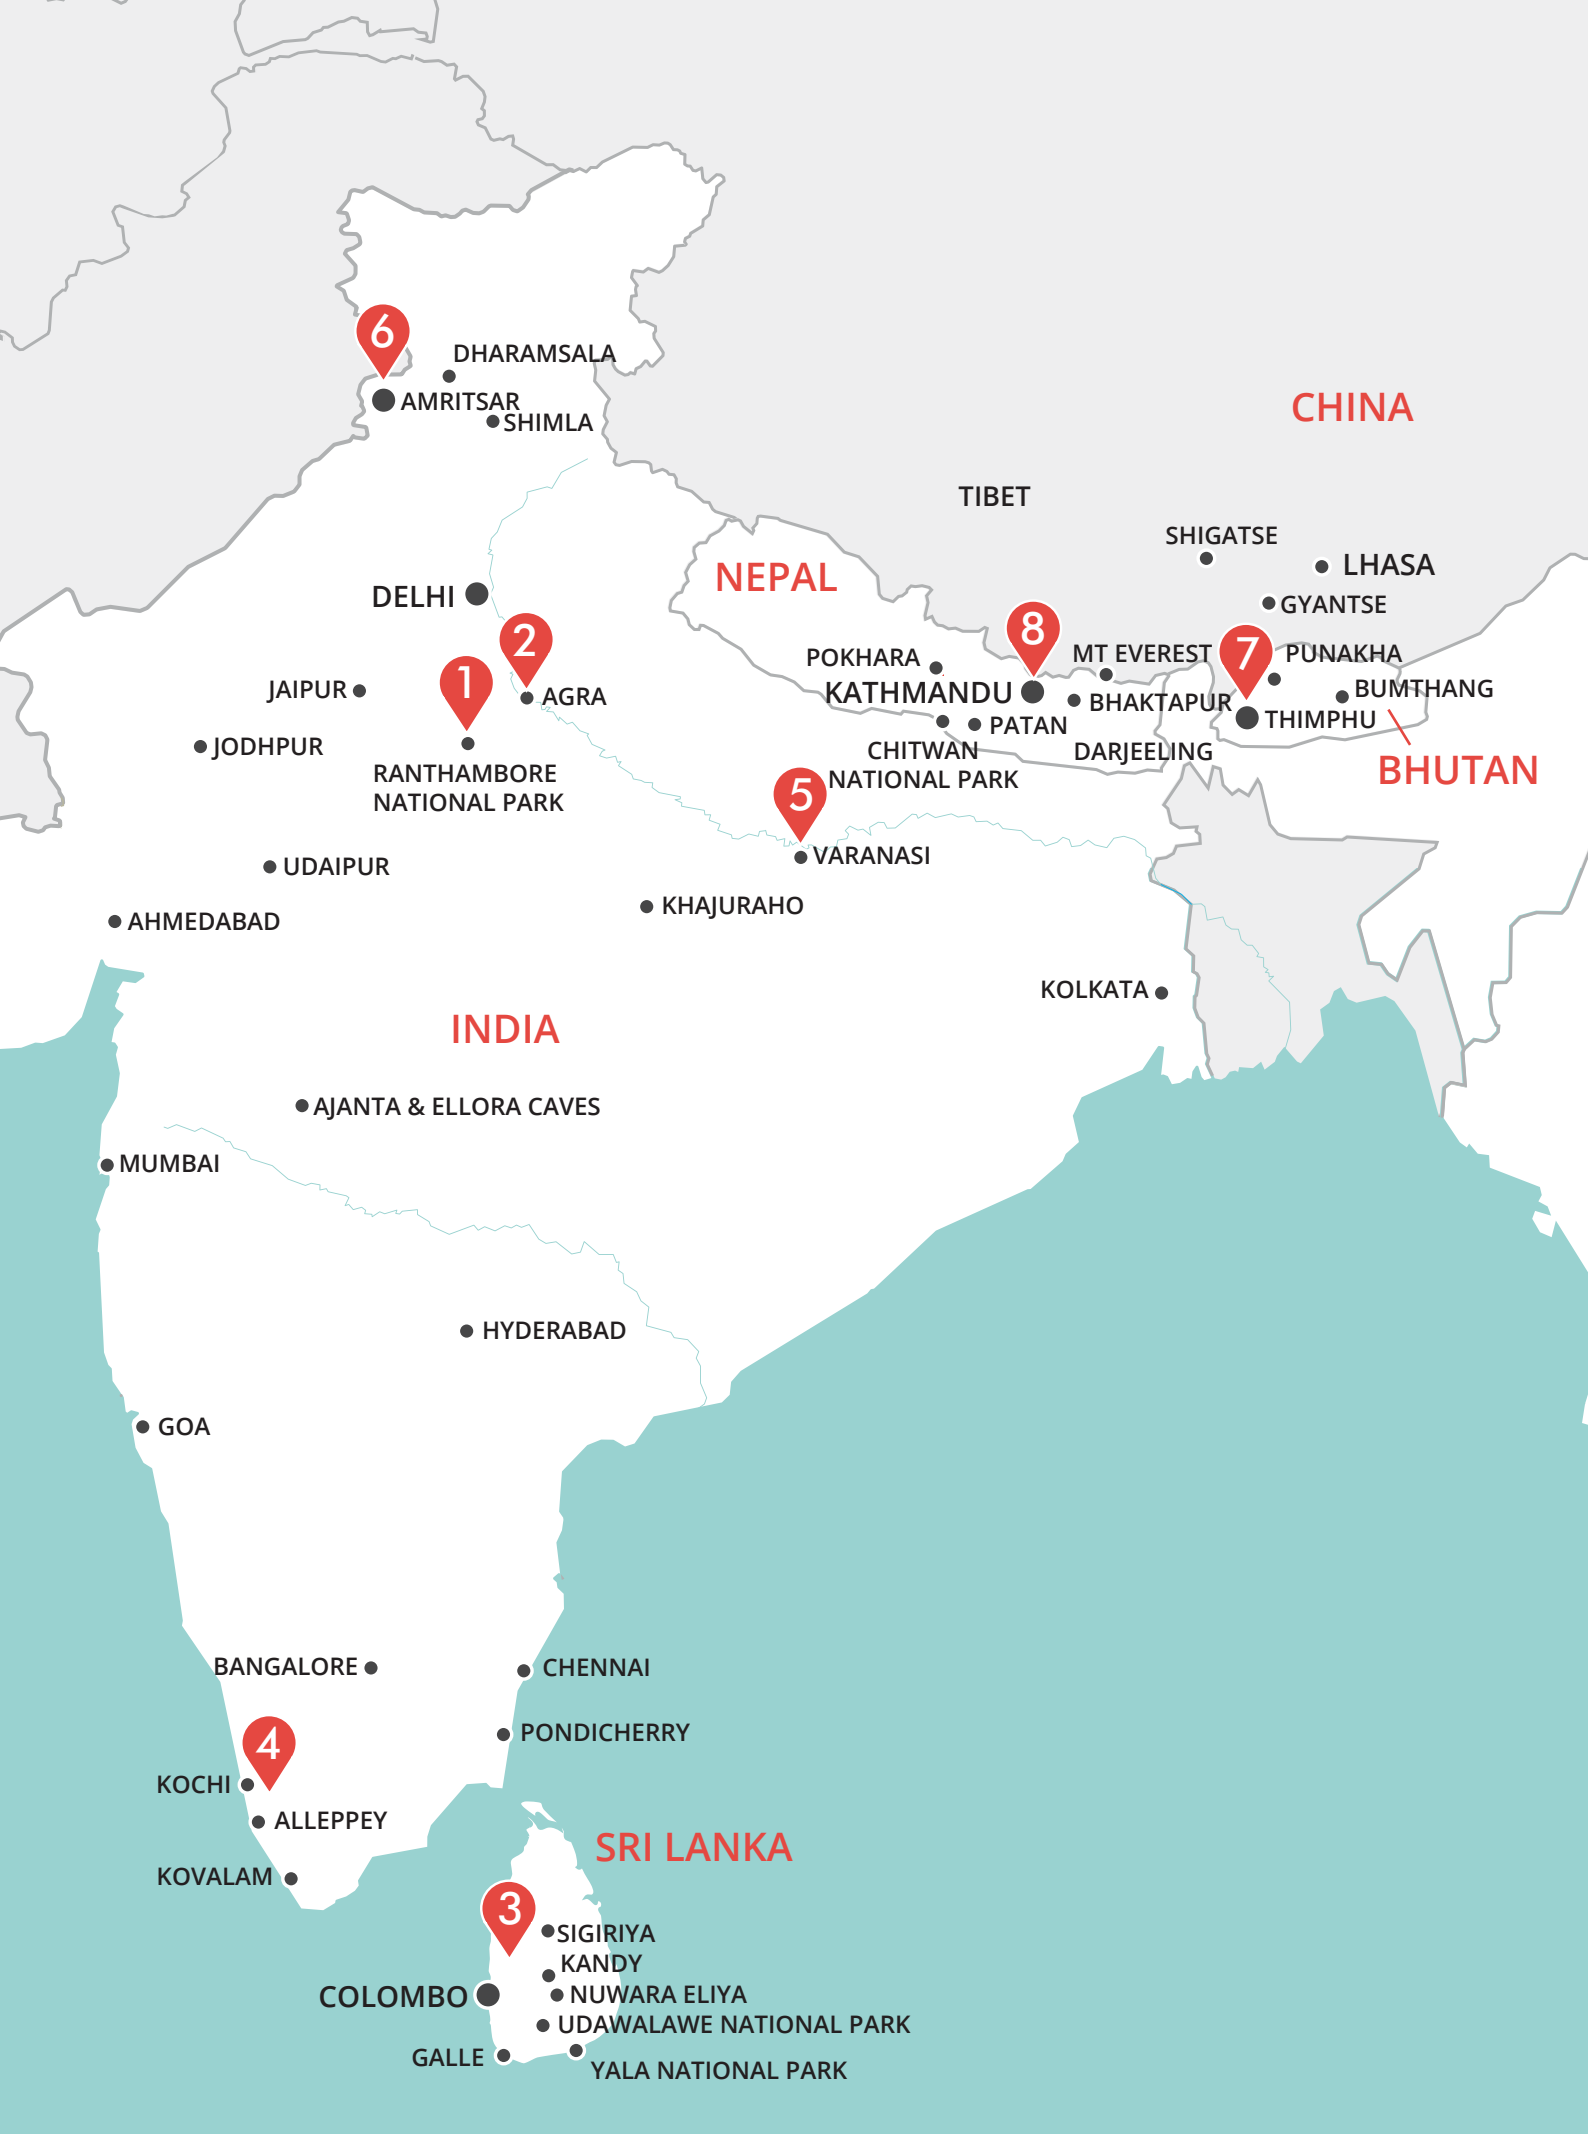 6
DHARAMSALA
AMRITSAR
SHIMLA
CHINA
TIBET
SHIGATSE
LHASA
NEPAL
DELHI
GYANTSE
2
8
7
MT EVEREST
PUNAKHA
POKHARA
1
JAIPUR
AGRA
KATHMANDU
BHAKTAPUR
BUMTHANG
THIMPHU
PATAN
JODHPUR
CHITWAN
NATIONAL PARK
DARJEELING
BHUTAN
RANTHAMBORE
NATIONAL PARK
5
VARANASI
UDAIPUR
KHAJURAHO
AHMEDABAD
KOLKATA
INDIA
AJANTA & ELLORA CAVES
MUMBAI
HYDERABAD
GOA
BANGALORE
CHENNAI
PONDICHERRY
4
KOCHI
ALLEPPEY
SRI LANKA
KOVALAM
3
SIGIRIYA
KANDY
COLOMBO
NUWARA ELIYA
UDAWALAWE NATIONAL PARK
GALLE
YALA NATIONAL PARK